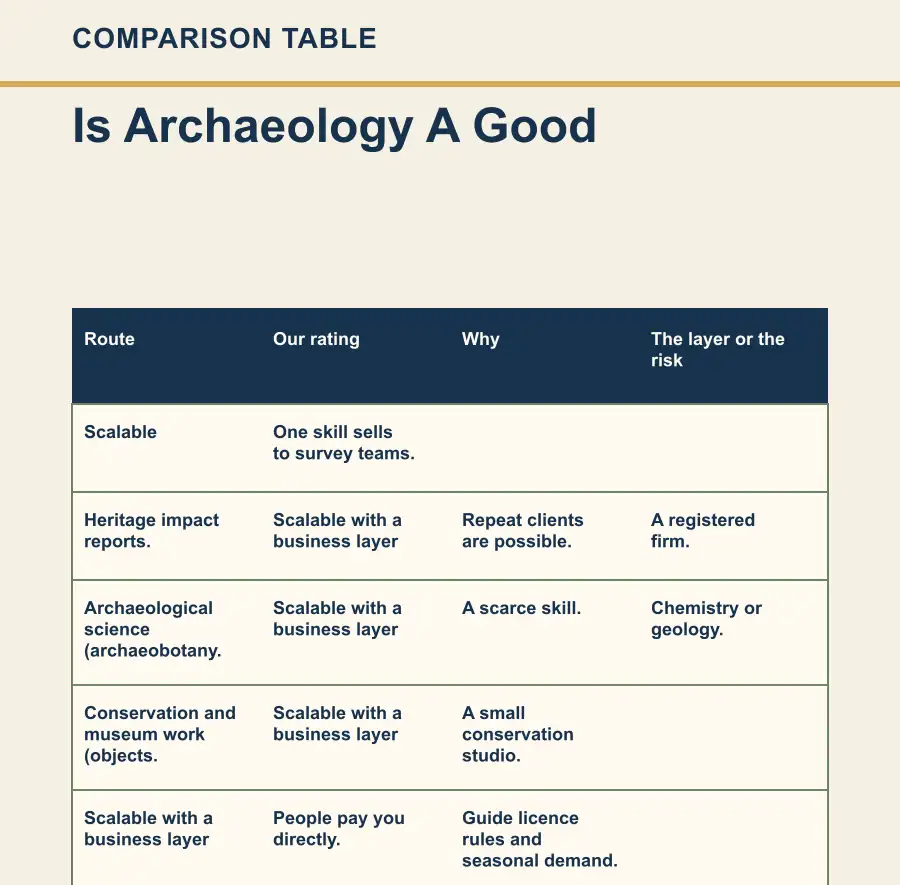 COMPARISON TABLE
Is Archaeology A Good
Route
Our rating
Why
The layer or the
risk
Scalable
One skill sells
to survey teams.
Heritage impact
reports.
Scalable with a
business layer
Repeat clients
are possible.
A registered
firm.
Archaeological
science
(archaeobotany.
Scalable with a
business layer
A scarce skill.
Chemistry or
geology.
Conservation and
museum work
(objects.
Scalable with a
business layer
A small
conservation
studio.
Scalable with a
business layer
People pay you
directly.
Guide licence
rules and
seasonal demand.